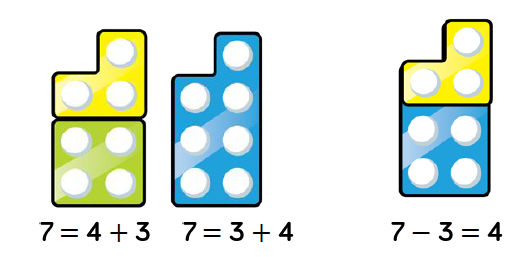 7 = 4 + 3
7 = 3 + 4
7 − 3 = 4